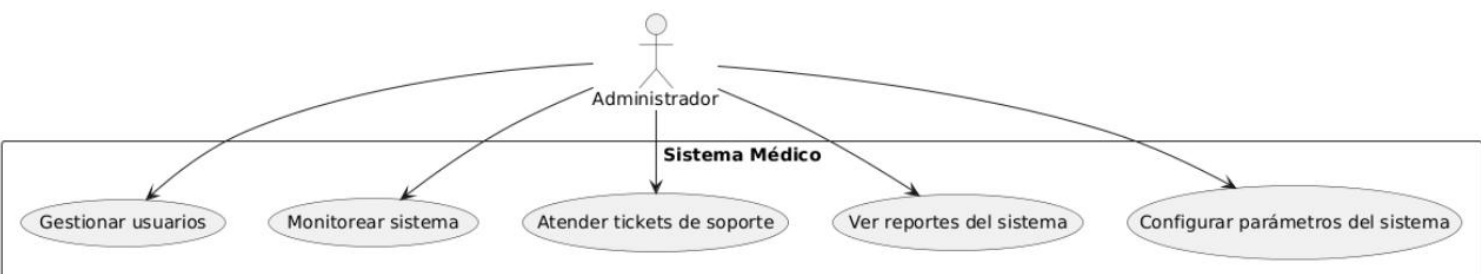 Administrador
Sistema Médico
Gestionar usuarios
Monitorear sistema
Atender tickets de soporte
Ver reportes del sistema
Configurar parámetros del sistema